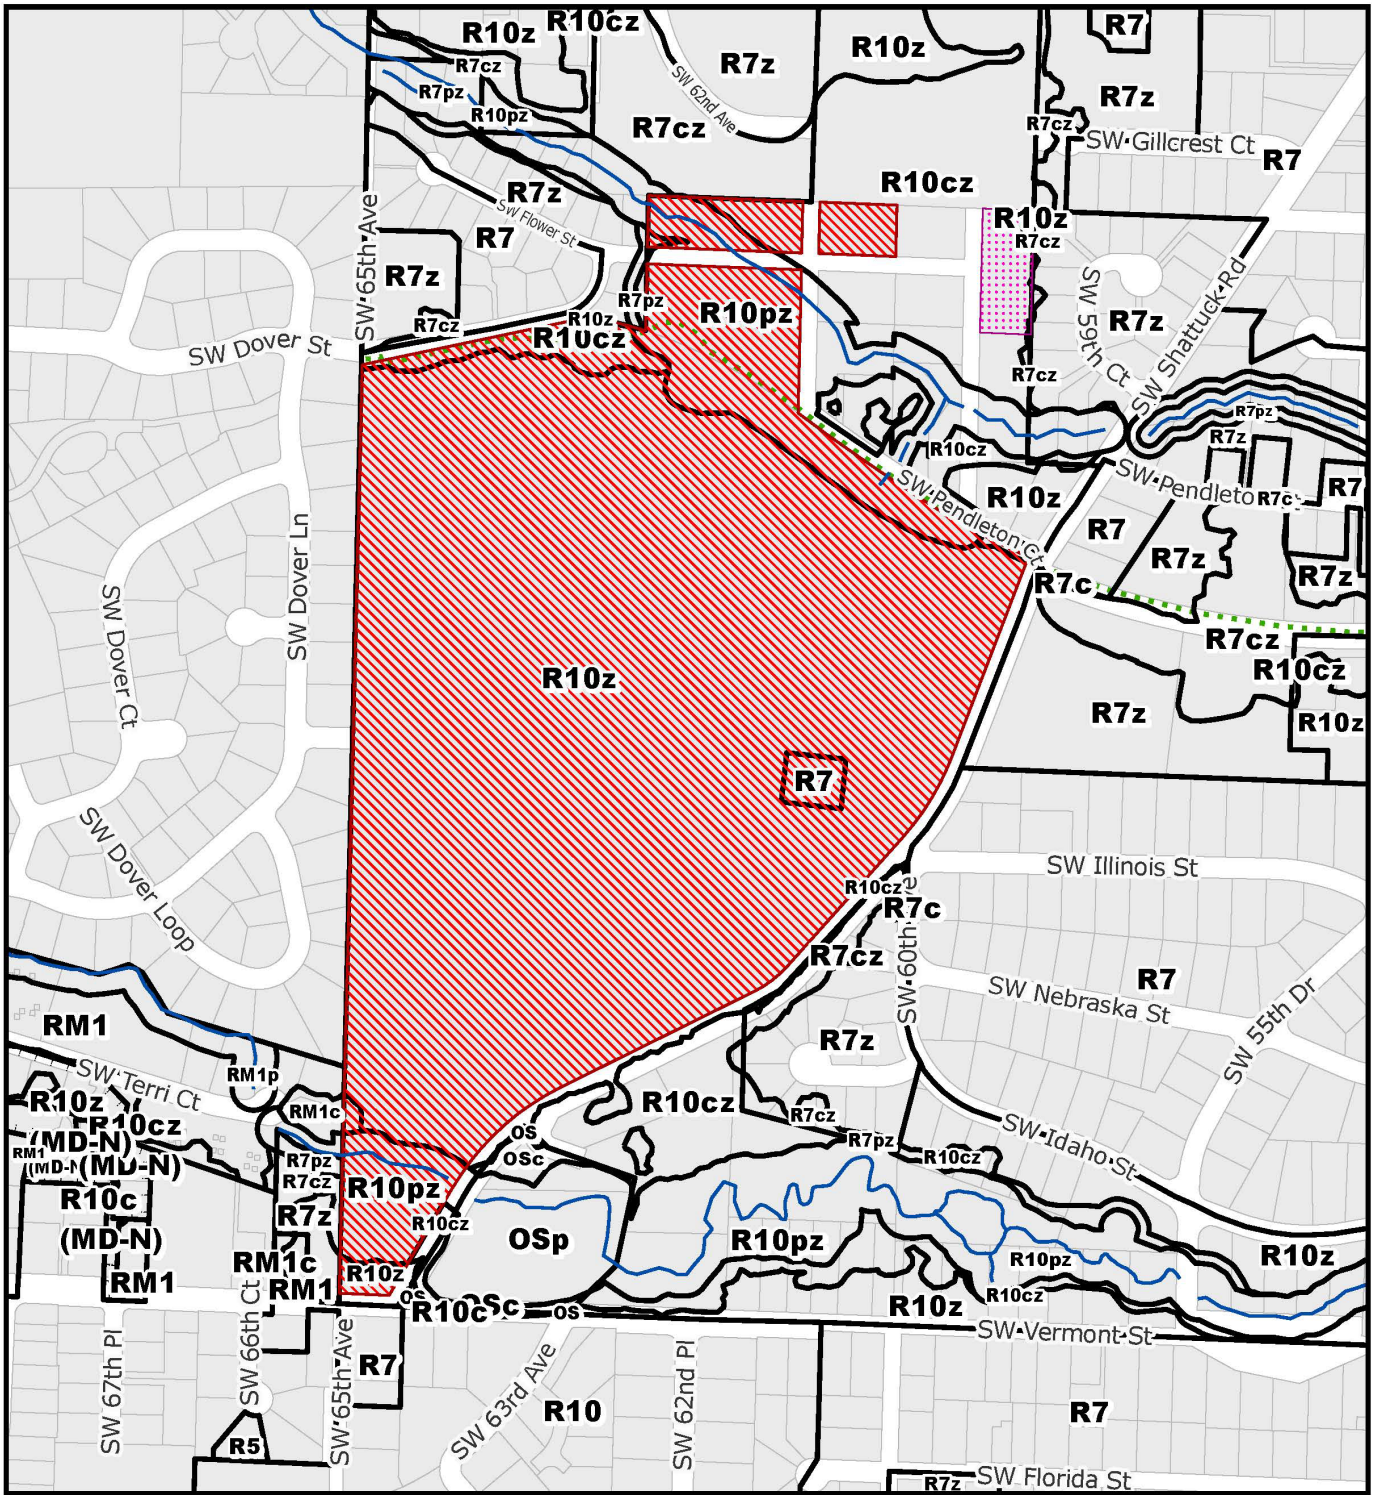 R10z
R10cz
R7
R7z
R10z
R7cz
R7pz
R10pz
SW 62nd Ave
R7z
R7cz
R7cz
SW Gillcrest Ct
R7
R10cz
R7z
SW Flower St
R7
R10z
R7cz
SW 65th Ave
R7z
R7cz
R7pz
R10z
R10cz
R10pz
SW 59th Ct
R7z
SW Shattuck Rd
SW Dover St
R7cz
R7pz
R7z
R10cz
SW Pendleton Ct
R10z
SW Pendleto
R7c
R7
R7
R7z
R7z
R7c
SW Dover Ln
SW Dover Ct
R7cz
R10cz
R10z
R10z
R7z
R7
SW Dover Loop
SW Illinois St
R10cz
R7c
SW 60th
R7cz
R7
SW Nebraska St
SW 55th Dr
RM1
R7z
SW Terri Ct
RM1p
RM1c
R10z
R10cz
(MD-N)
RM1
(MD-N)
R10cz
R7cz
OS
OSc
R7pz
R10cz
SW Idaho St
R7pz
R7cz
R10c
(MD-N)
R10pz
R7z
R10cz
OSp
R10pz
R10pz
R10z
RM1c
RM1
RM1
R10z
OS
R10c
OSc
OS
R10z
R10cz
SW Vermont St
SW 67th Pl
SW 66th Ct
SW 65th Ave
R7
SW 63rd Ave
R10
SW 62nd Pl
R7
R5
R7z
SW Florida St